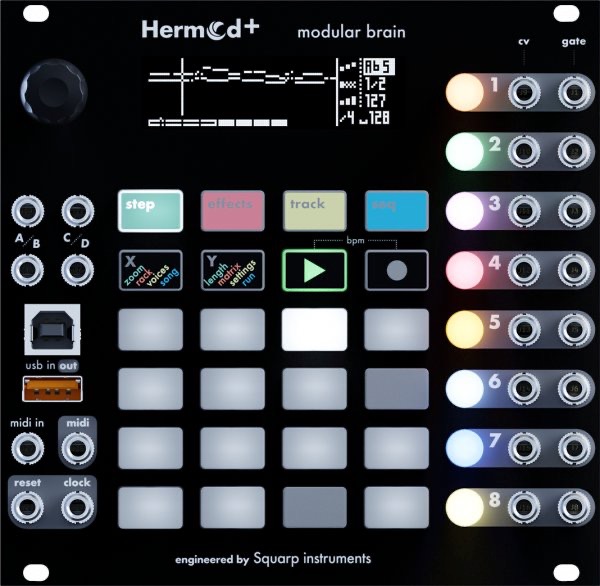 Hermod+
modular brain
Ab5
1/2
127
/4 128
cv gate
1
2
3
4
5
6
7
8
A/B
C/D
step
effects
track
seq
X
zoom
rack
voices
song
Y
length
matrix
settings
run
bpm
usb in out
midi in midi
reset clock
engineered by Squarp instruments